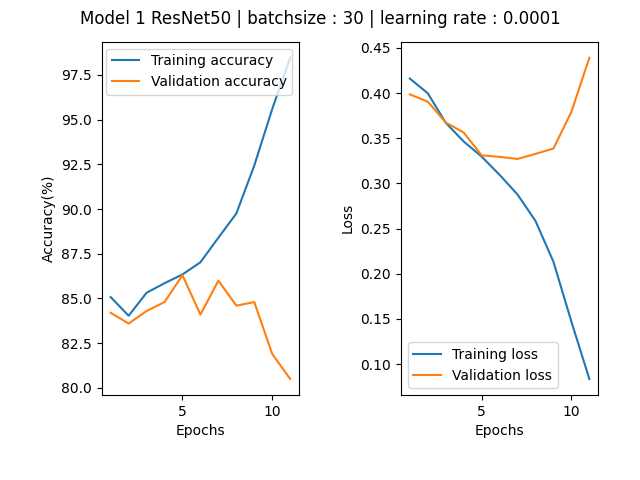 Model 1 ResNet50 | batchsize : 30 | learning rate : 0.0001
Training accuracy
Validation accuracy
97.5
95.0
92.5
90.0
87.5
85.0
82.5
80.0
Accuracy(%)
5
10
Epochs
0.45
0.40
0.35
0.30
0.25
0.20
0.15
0.10
Loss
Training loss
Validation loss
5
10
Epochs